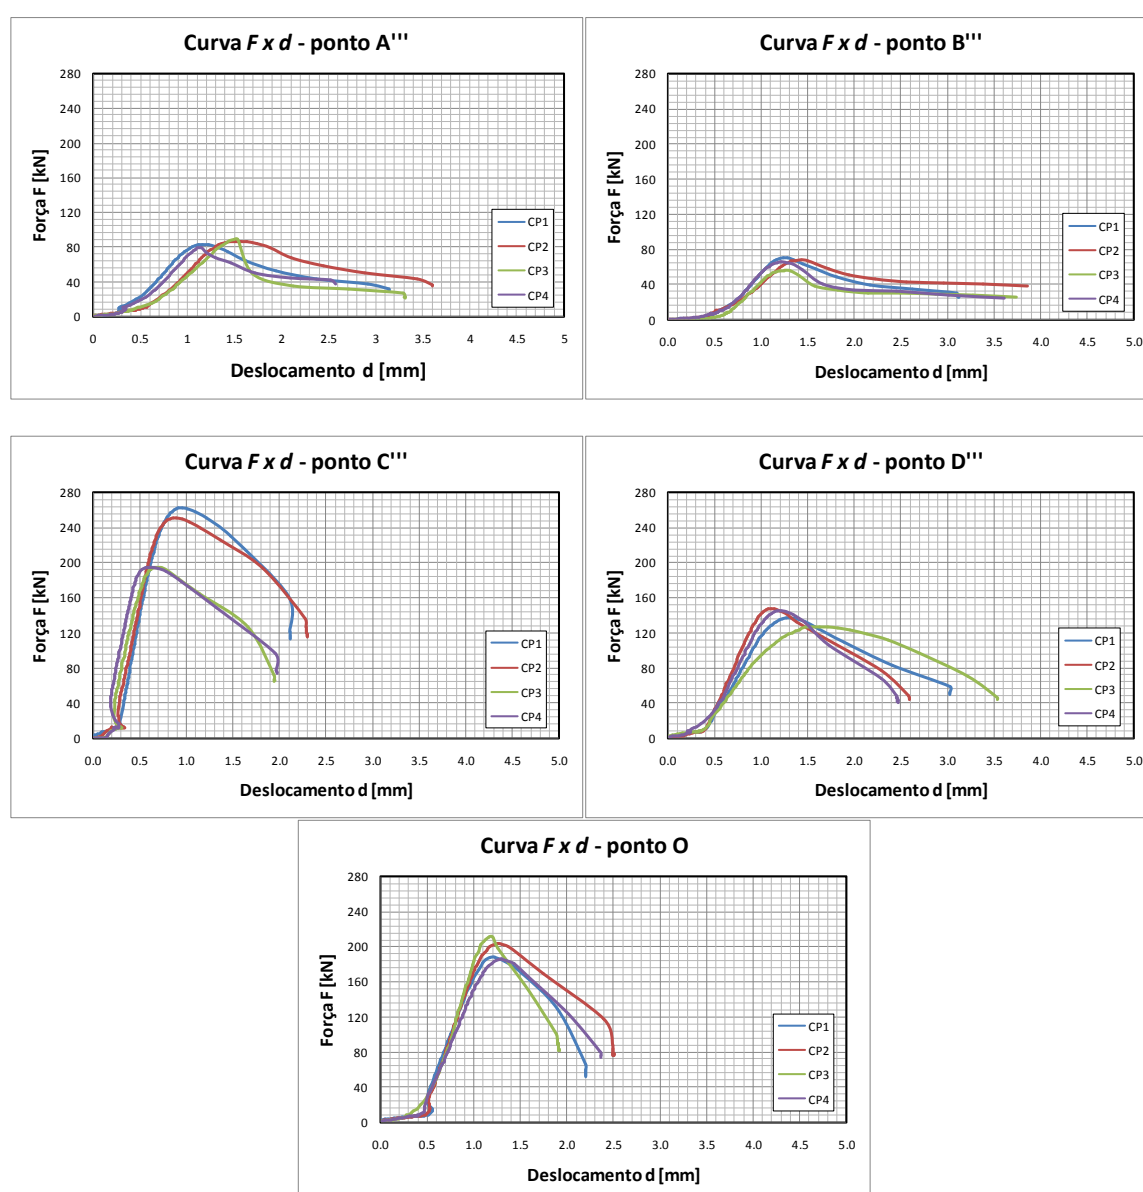 Curva F x d - ponto A'''
Força F [kN]
280
240
200
160
120
80
40
0
0 0.5 1 1.5 2 2.5 3 3.5 4 4.5 5
Deslocamento d [mm]
CP1
CP2
CP3
CP4
Curva F x d - ponto B'''
Força F [kN]
280
240
200
160
120
80
40
0
0.0 0.5 1.0 1.5 2.0 2.5 3.0 3.5 4.0 4.5 5.0
Deslocamento d [mm]
CP1
CP2
CP3
CP4
Curva F x d - ponto C'''
Força F [kN]
280
240
200
160
120
80
40
0
0.0 0.5 1.0 1.5 2.0 2.5 3.0 3.5 4.0 4.5 5.0
Deslocamento d [mm]
CP1
CP2
CP3
CP4
Curva F x d - ponto D'''
Força F [kN]
280
240
200
160
120
80
40
0
0.0 0.5 1.0 1.5 2.0 2.5 3.0 3.5 4.0 4.5 5.0
Deslocamento d [mm]
CP1
CP2
CP3
CP4
Curva F x d - ponto O
Força F [kN]
280
240
200
160
120
80
40
0
0.0 0.5 1.0 1.5 2.0 2.5 3.0 3.5 4.0 4.5 5.0
Deslocamento d [mm]
CP1
CP2
CP3
CP4